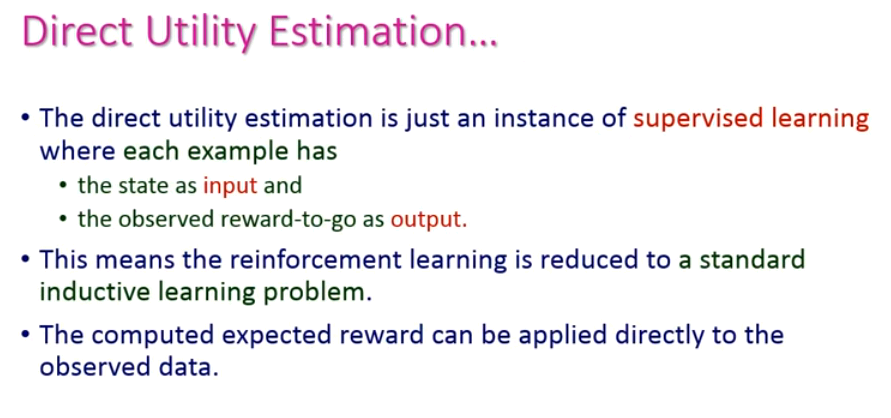 Direct Utility Estimation...
• The direct utility estimation is just an instance of supervised learning
where each example has
• the state as input and
• the observed reward-to-go as output.
• This means the reinforcement learning is reduced to a standard
inductive learning problem.
• The computed expected reward can be applied directly to the
observed data.